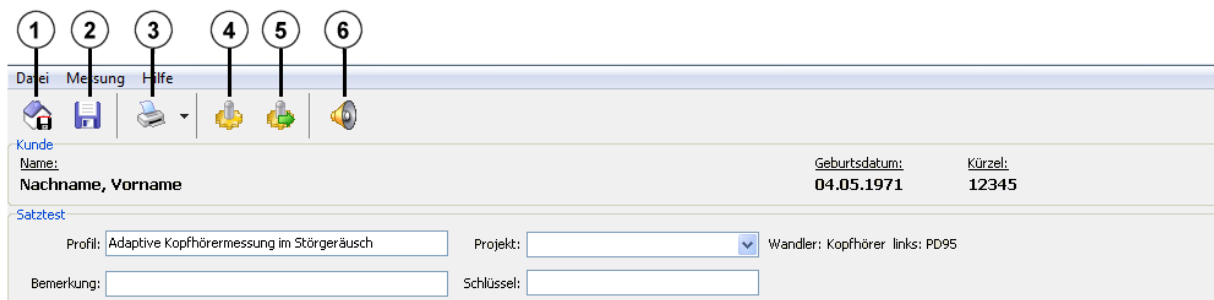 1 2 3 4 5 6
Datei Messung Hilfe
Kunde
Name: Geburtsdatum: Kürzel:
Nachname, Vorname 04.05.1971 12345
Satztest
Profil: Adaptive Kopfhörermessung im Störgeräusch Projekt: Wandler: Kopfhörer links: PD95
Bemerkung: Schlüssel: